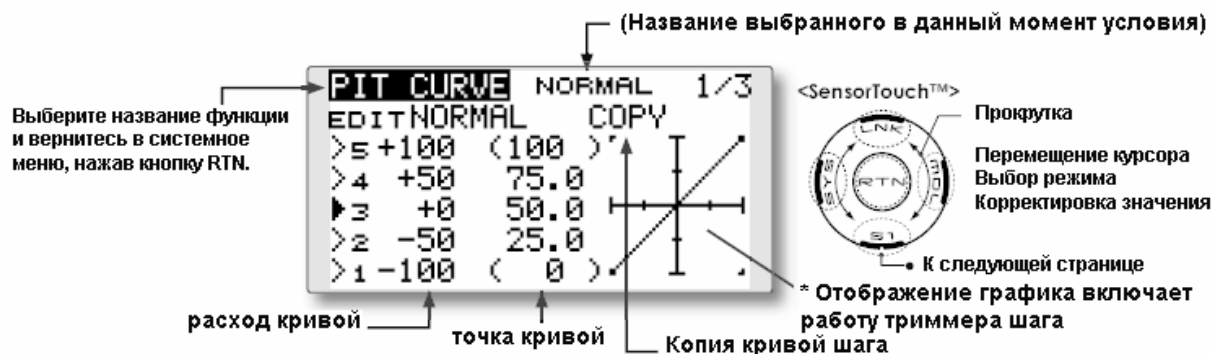 (Название выбранного в данный момент условия)
PIT CURVE NORMAL 1/3
EDIT NORMAL COPY
>5 +100 (100 )
>4 +50 75.0
▶3 +0 50.0
>2 -50 25.0
>1 -100 ( 0 )
Выберите название функции
и вернитесь в системное
меню, нажав кнопку RTN.
<SensorTouch™>
LNK
SYS
RTN
MDL
S1
Прокрутка
Перемещение курсора
Выбор режима
Корректировка значения
К следующей странице
* Отображение графика включает
работу триммера шага
расход кривой
точка кривой
Копия кривой шага